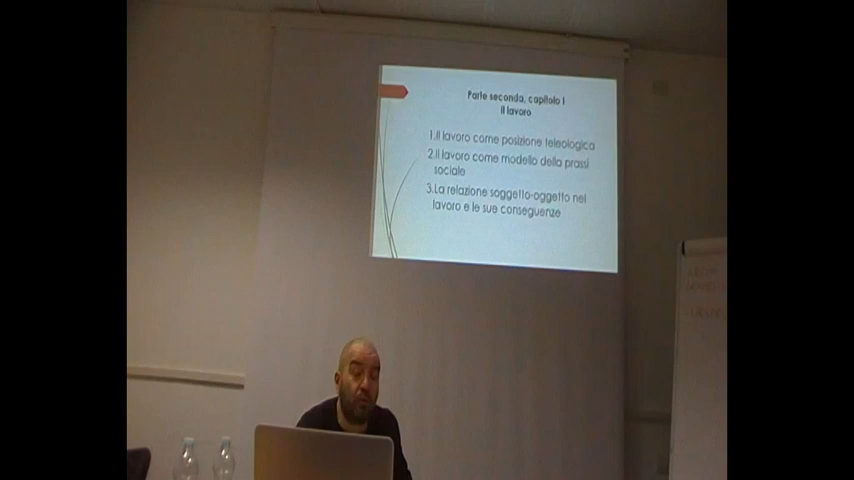 Parte seconda, capitolo I
il lavoro
1.Il lavoro come posizione teleologica
2.Il lavoro come modello della prassi
sociale
3.La relazione soggetto-oggetto nel
lavoro e le sue conseguenze